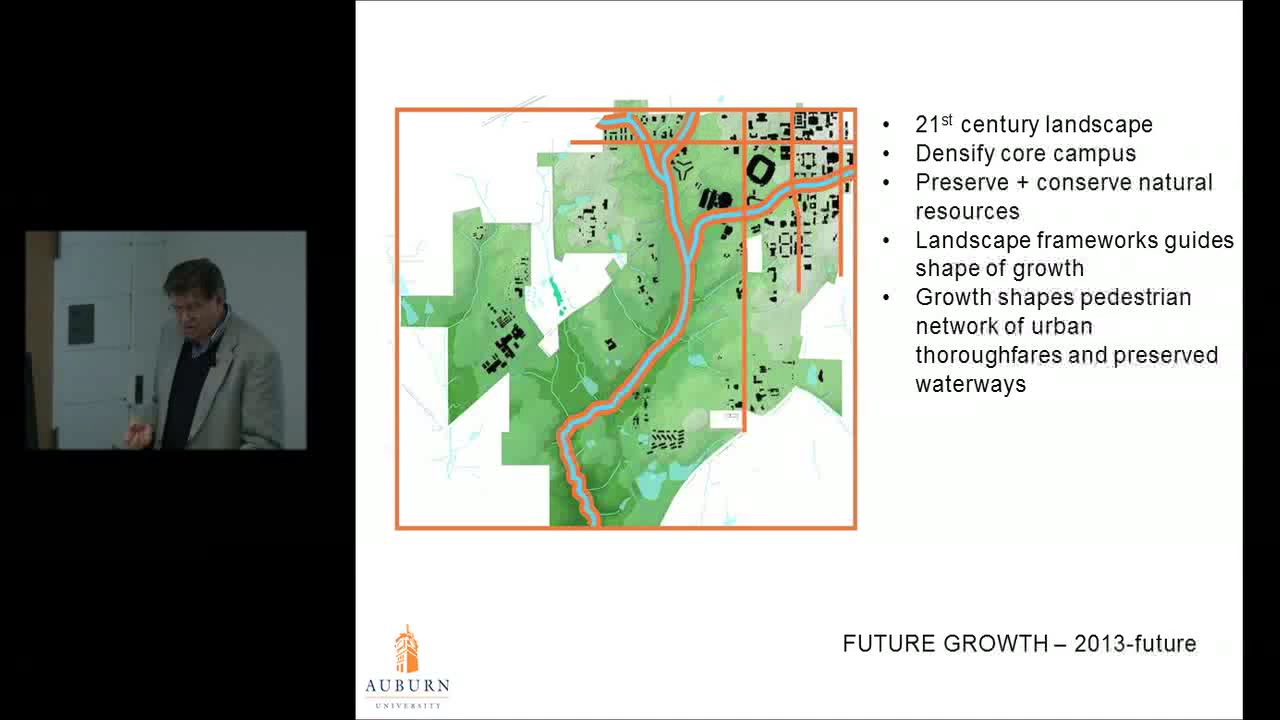 • 21st century landscape
• Densify core campus
• Preserve + conserve natural
resources
• Landscape frameworks guides
shape of growth
• Growth shapes pedestrian
network of urban
thoroughfares and preserved
waterways
FUTURE GROWTH – 2013-future
AUBURN
UNIVERSITY